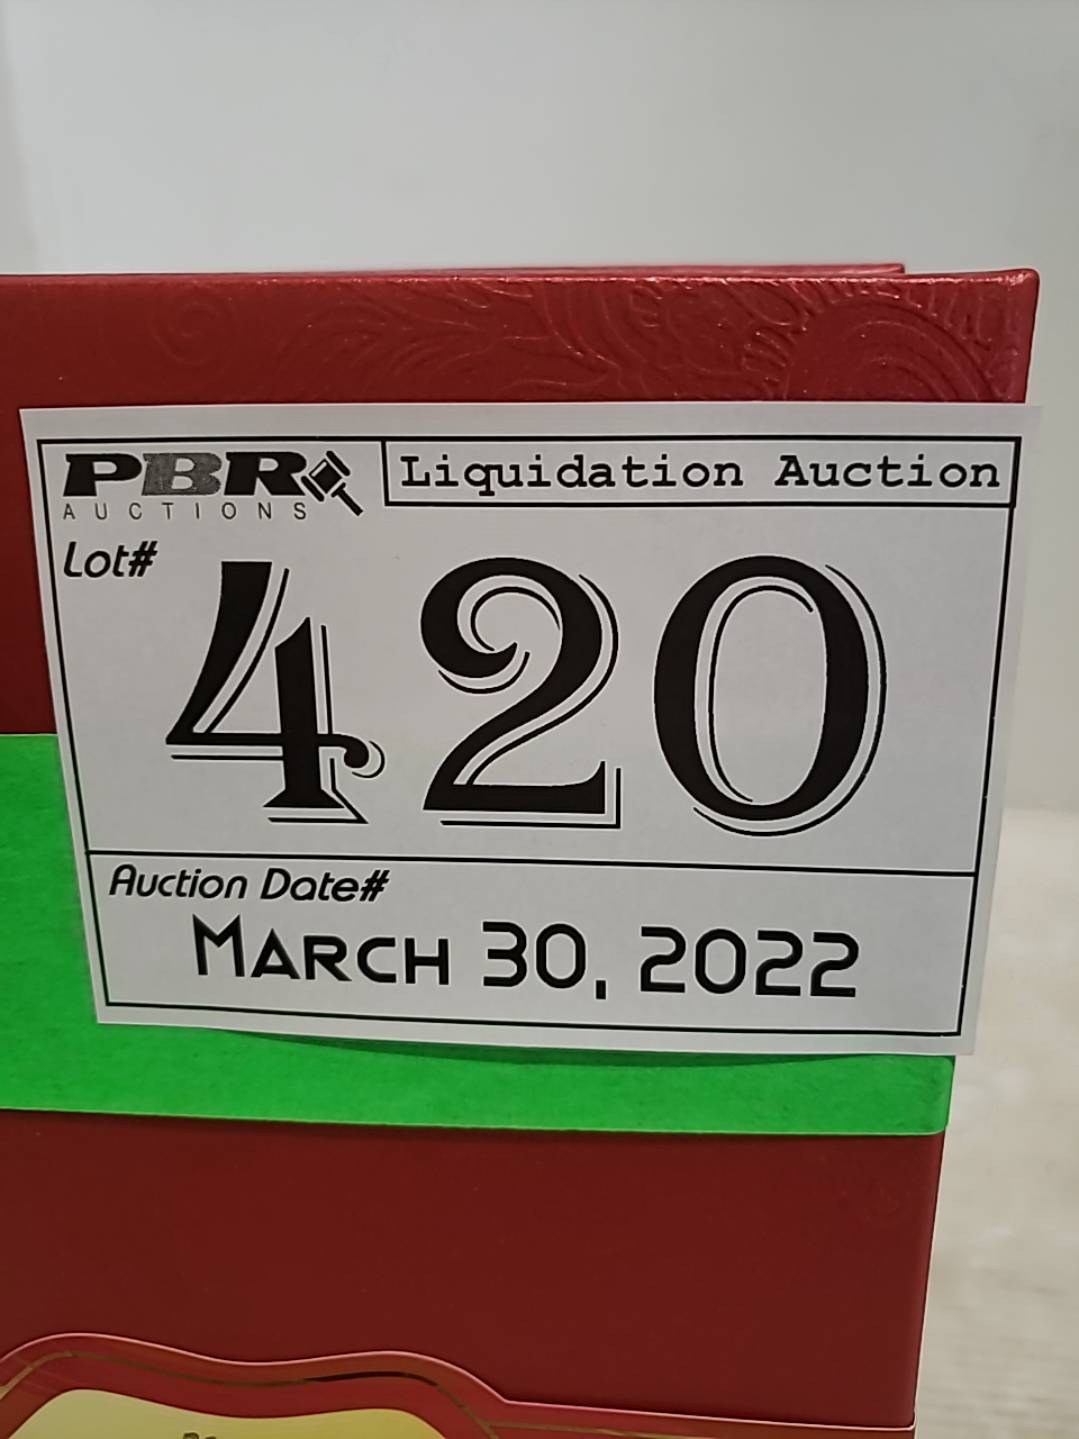 PBR
AUCTIONS
Liquidation Auction
Lot#
420
Auction Date#
MARCH 30, 2022